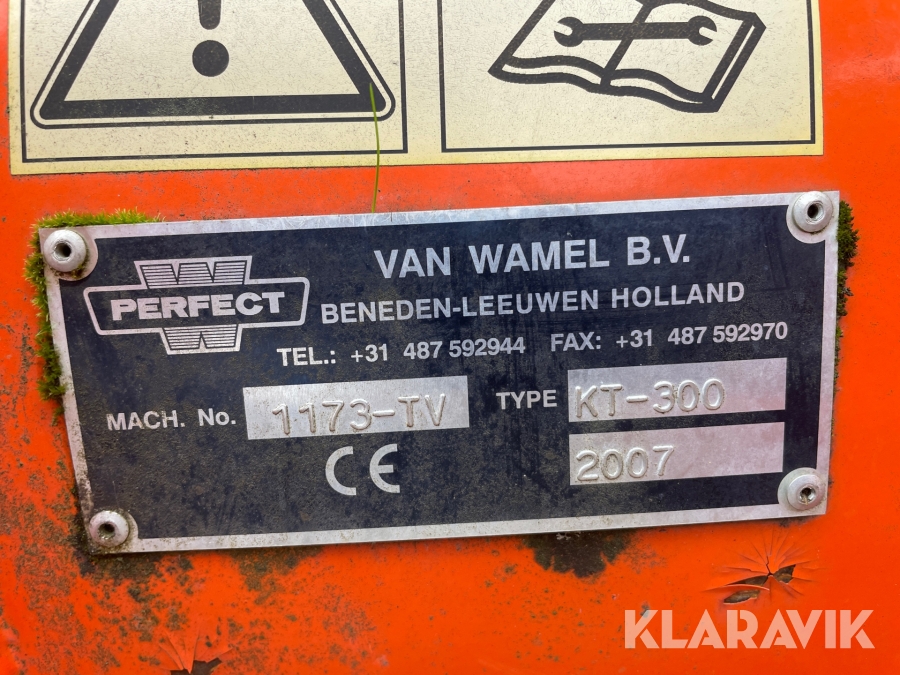 VAN WAMEL B.V.
PERFECT
BENEDEN-LEEUWEN HOLLAND
TEL.: +31 487 592944 FAX: +31 487 592970
MACH. No. 1173-TV TYPE KT-300
CE 2007
KLARAVIK